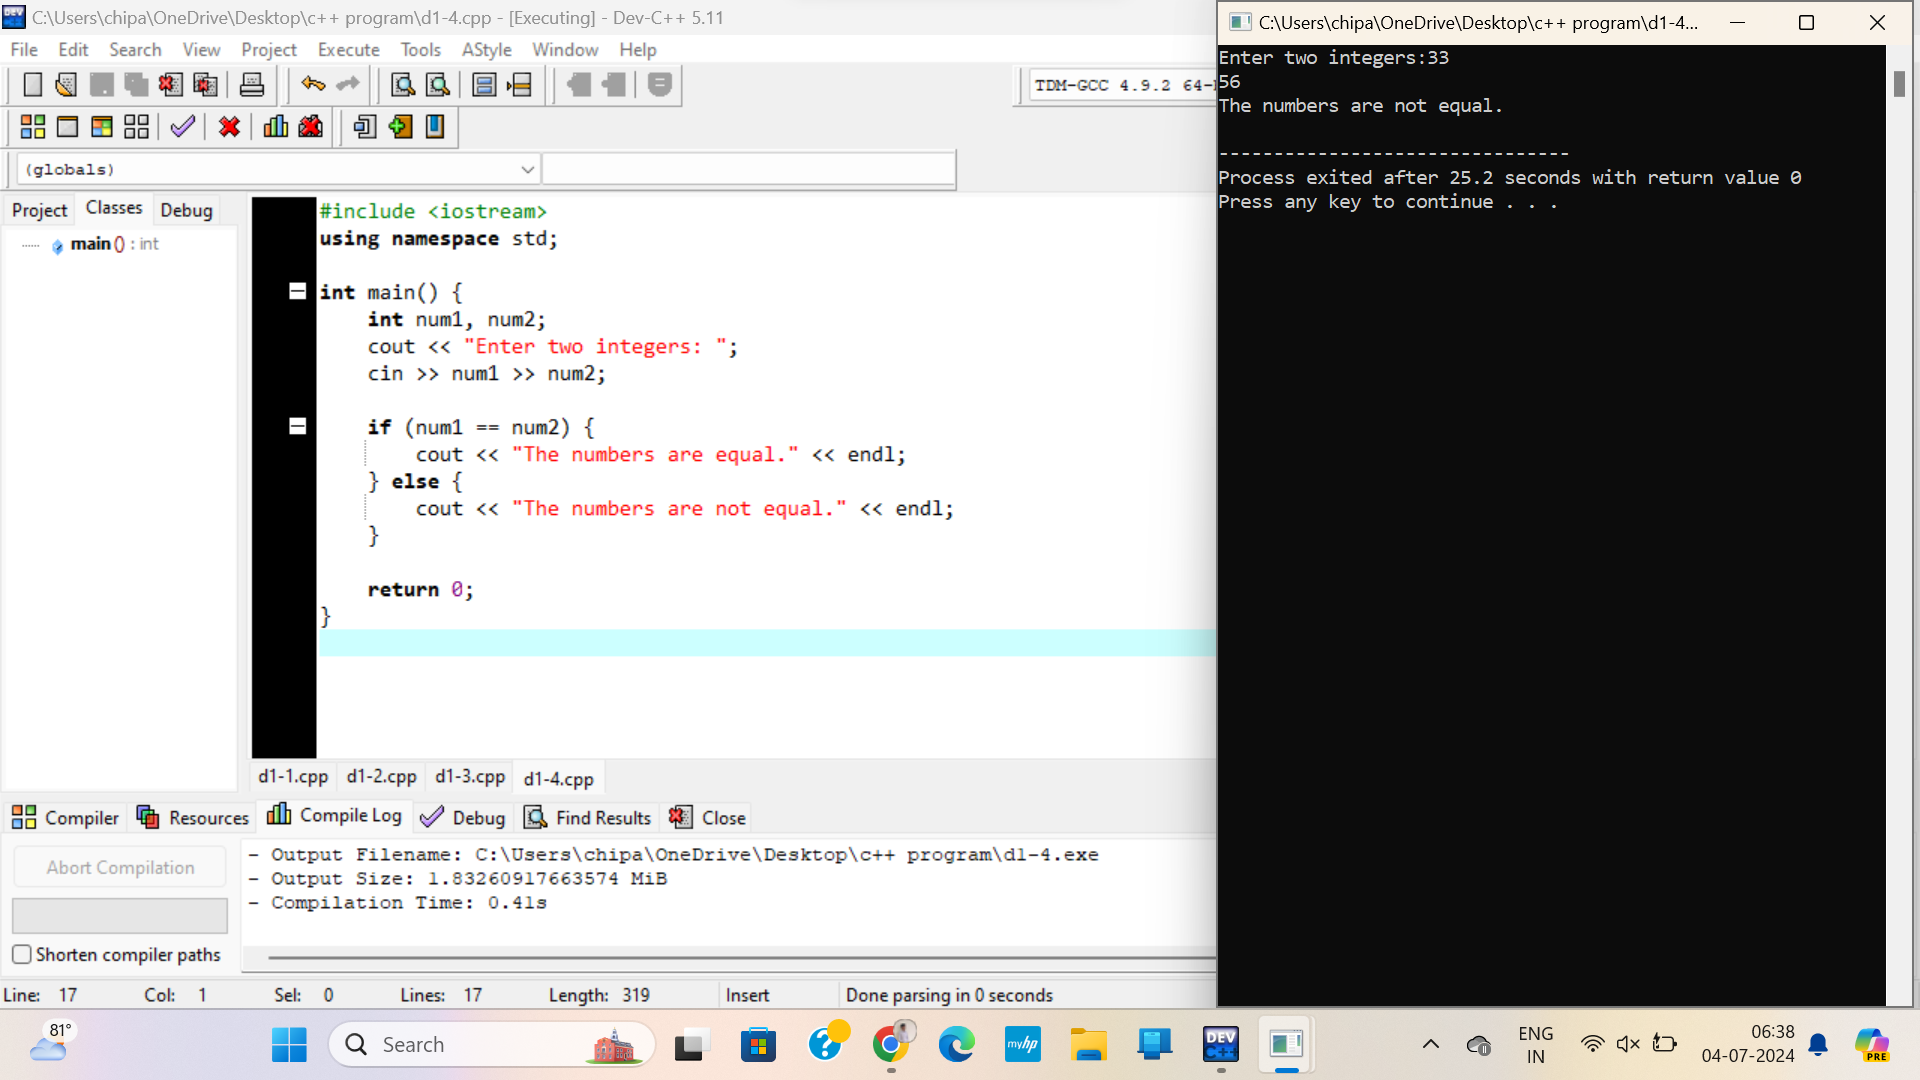 C:\Users\chipa\OneDrive\Desktop\c++ program\d1-4.cpp - [Executing] - Dev-C++ 5.11
File Edit Search View Project Execute Tools AStyle Window Help
TDM-GCC 4.9.2 64-
(globals)
Project Classes Debug
main () : int
#include <iostream>
using namespace std;
int main() {
int num1, num2;
cout << "Enter two integers: ";
cin >> num1 >> num2;
if (num1 == num2) {
cout << "The numbers are equal." << endl;
} else {
cout << "The numbers are not equal." << endl;
}
return 0;
}
d1-1.cpp d1-2.cpp d1-3.cpp d1-4.cpp
Compiler Resources Compile Log Debug Find Results Close
Abort Compilation
Shorten compiler paths
- Output Filename: C:\Users\chipa\OneDrive\Desktop\c++ program\d1-4.exe
- Output Size: 1.83260917663574 MiB
- Compilation Time: 0.41s
Line: 17 Col: 1 Sel: 0 Lines: 17 Length: 319 Insert Done parsing in 0 seconds
C:\Users\chipa\OneDrive\Desktop\c++ program\d1-4...
Enter two integers:33
56
The numbers are not equal.
--------------------------------
Process exited after 25.2 seconds with return value 0
Press any key to continue . . .
81°
Search
myhp
DEV
C++
ENG
IN
06:38
04-07-2024
PRE